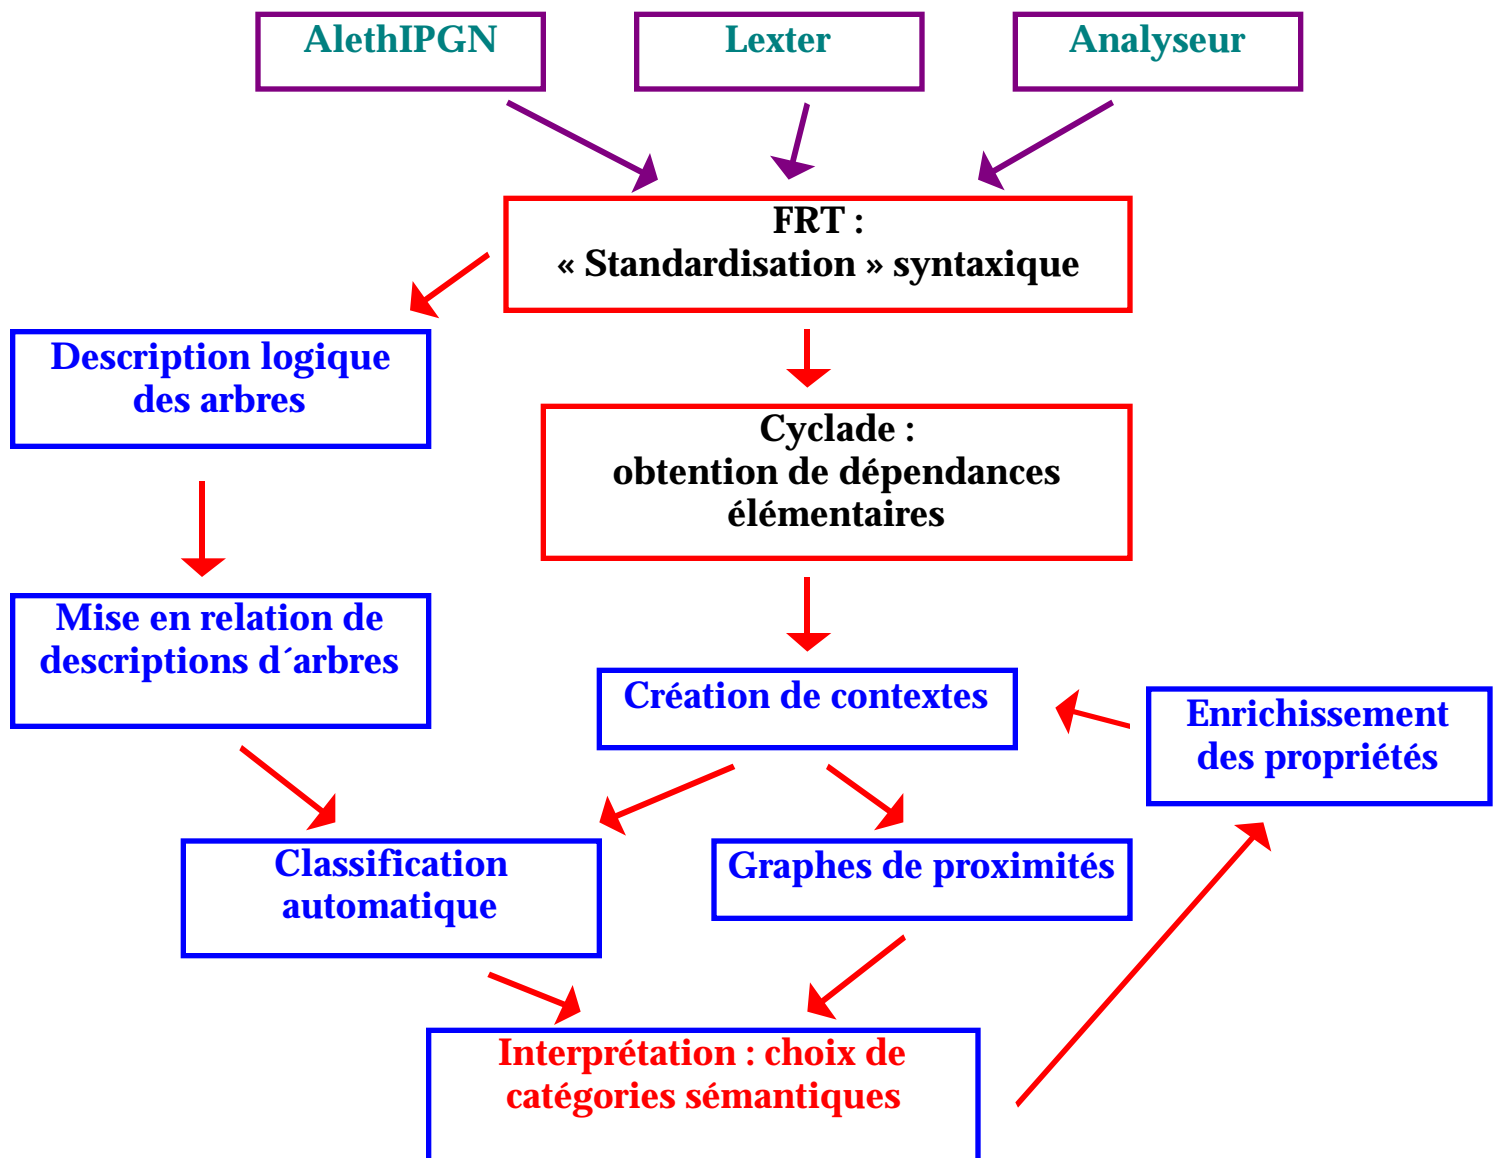 AlethIPGN
Lexter
Analyseur
FRT :
« Standardisation » syntaxique
Description logique
des arbres
Cyclade :
obtention de dépendances
élémentaires
Mise en relation de
descriptions d´arbres
Création de contextes
Enrichissement
des propriétés
Classification
automatique
Graphes de proximités
Interprétation : choix de
catégories sémantiques